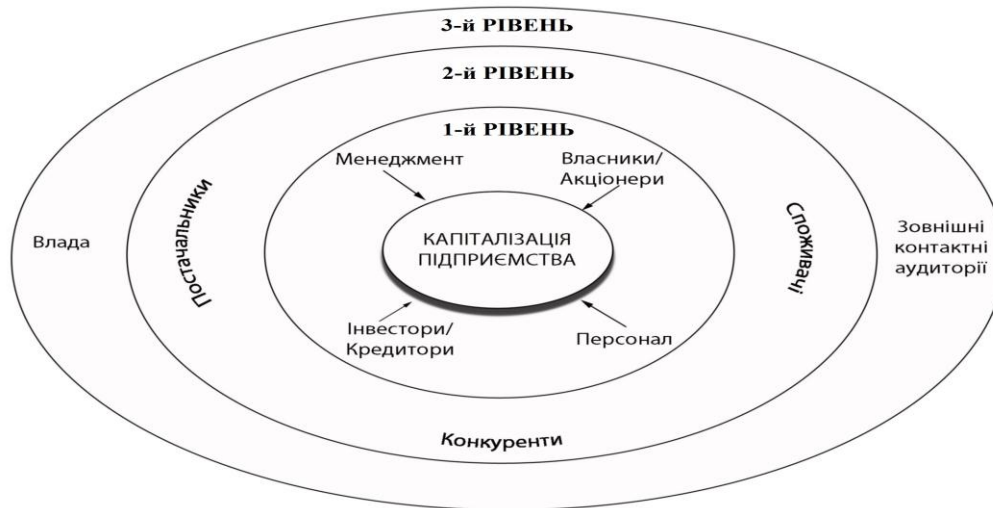 3-й РІВЕНЬ
2-й РІВЕНЬ
1-й РІВЕНЬ
Менеджмент
Власники/
Акціонери
Постачальники
Споживачі
Влада
КАПІТАЛІЗАЦІЯ
ПІДПРИЄМСТВА
Зовнішні
контактні
аудиторії
Інвестори/
Кредитори
Персонал
Конкуренти